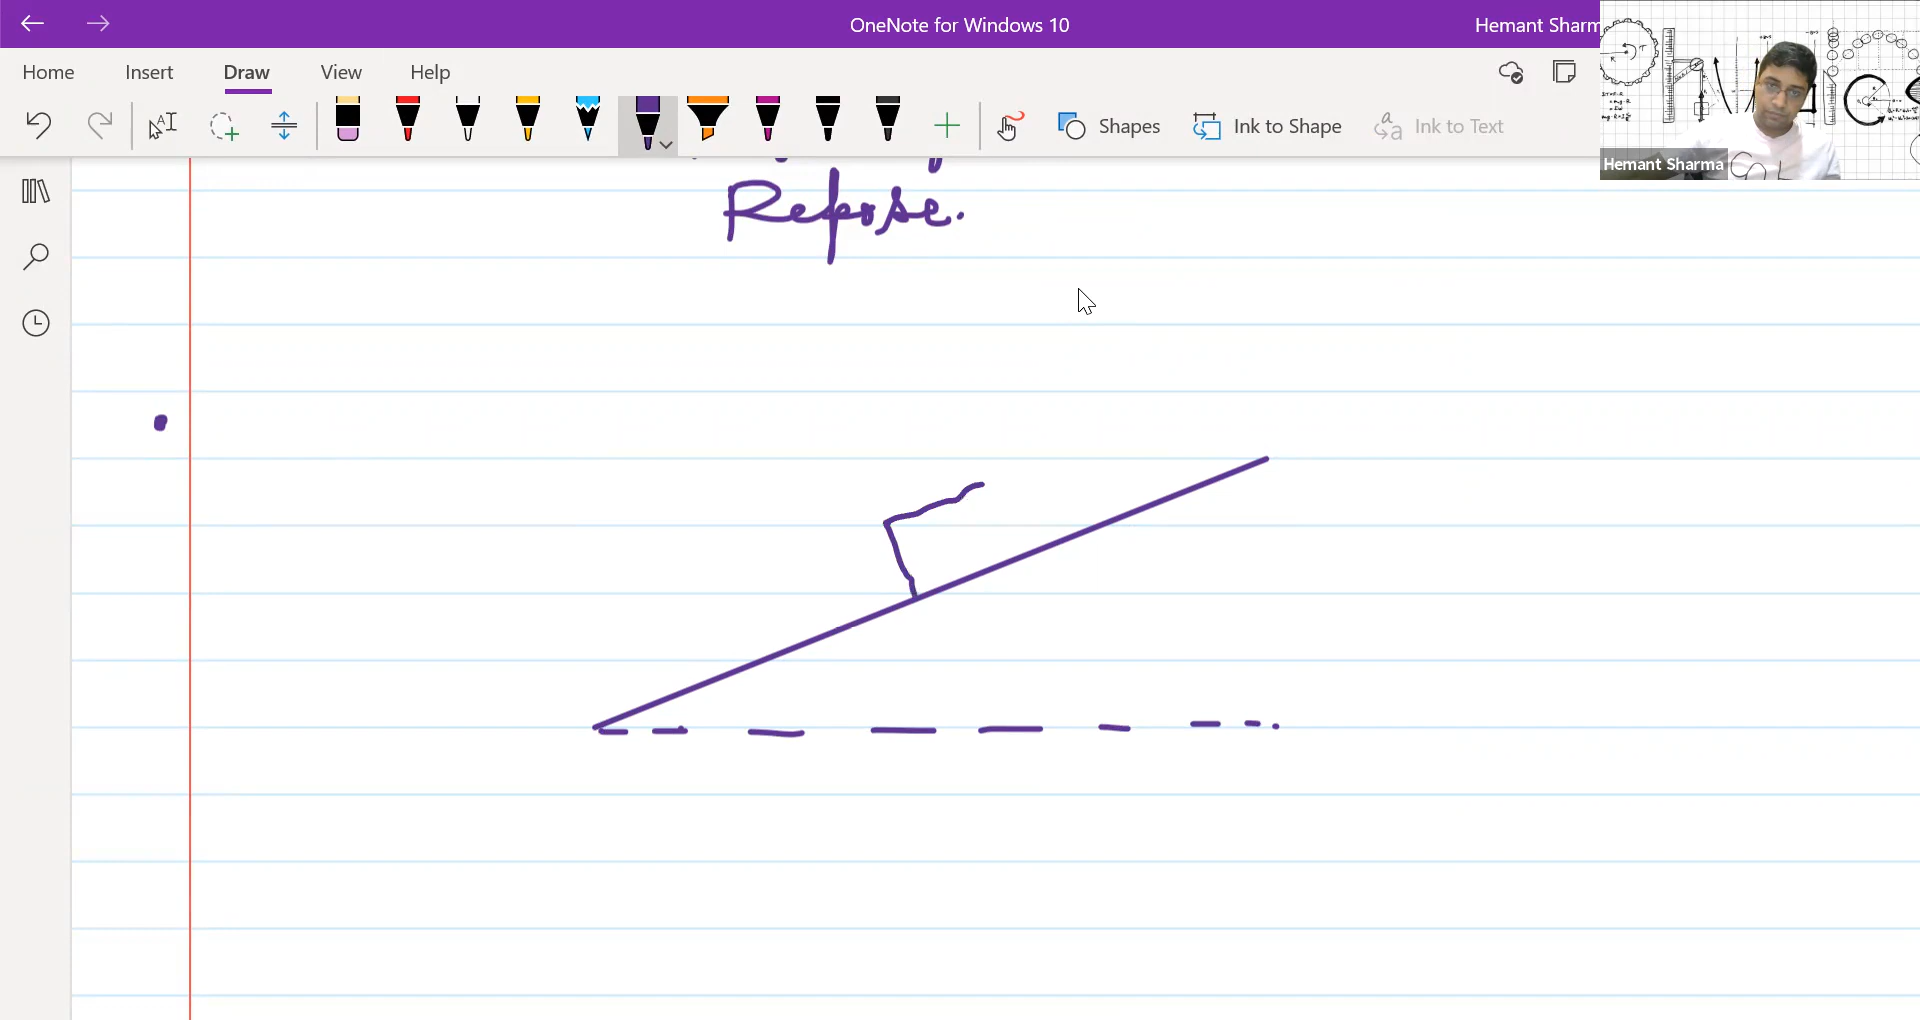 OneNote for Windows 10
Hemant Sharm
Home Insert Draw View Help
Shapes Ink to Shape Ink to Text
Hemant Sharma
Repose.